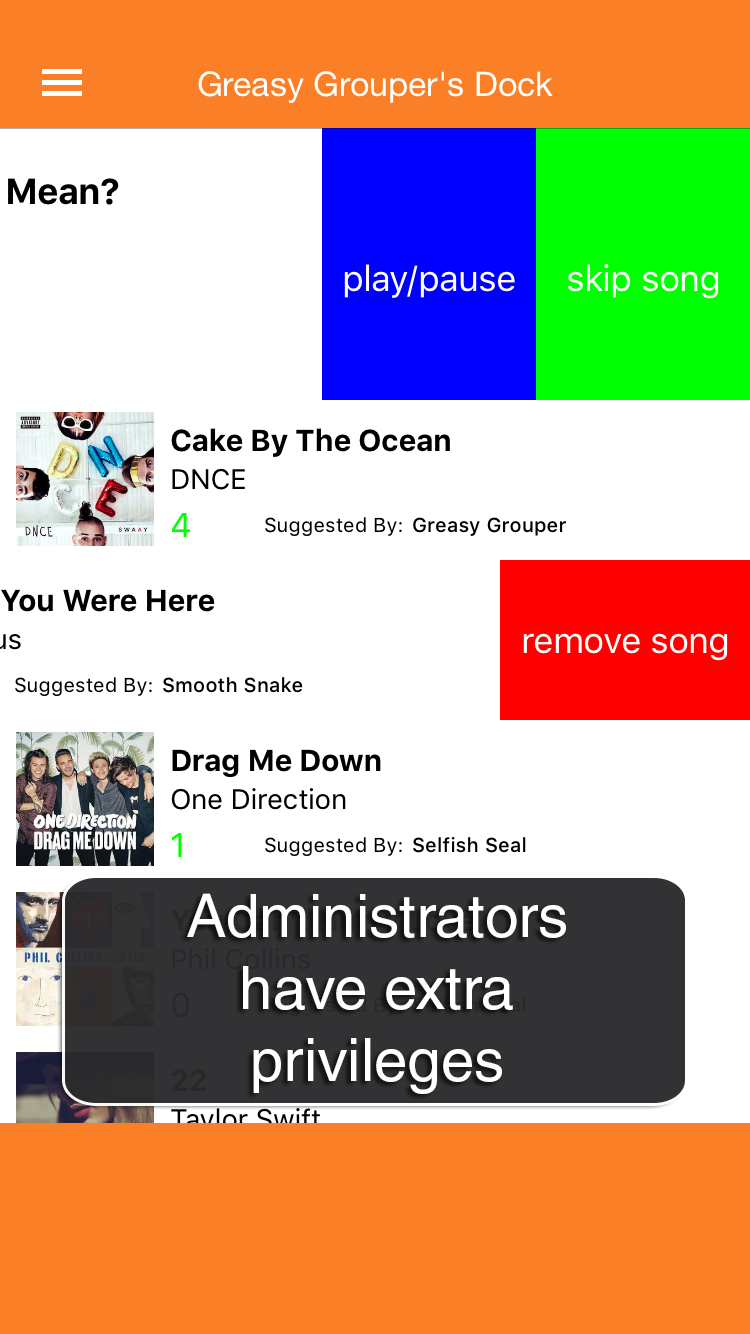 Greasy Grouper's Dock
Mean?
play/pause
skip song
DNCE
SWAAY
Cake By The Ocean
DNCE
4
Suggested By: Greasy Grouper
You Were Here
us
Suggested By: Smooth Snake
remove song
ONE DIRECTION
DRAG ME DOWN
Drag Me Down
One Direction
1
Suggested By: Selfish Seal
PHIL
Phil Collins
0
Administrators
have extra
privileges
22
Taylor Swift